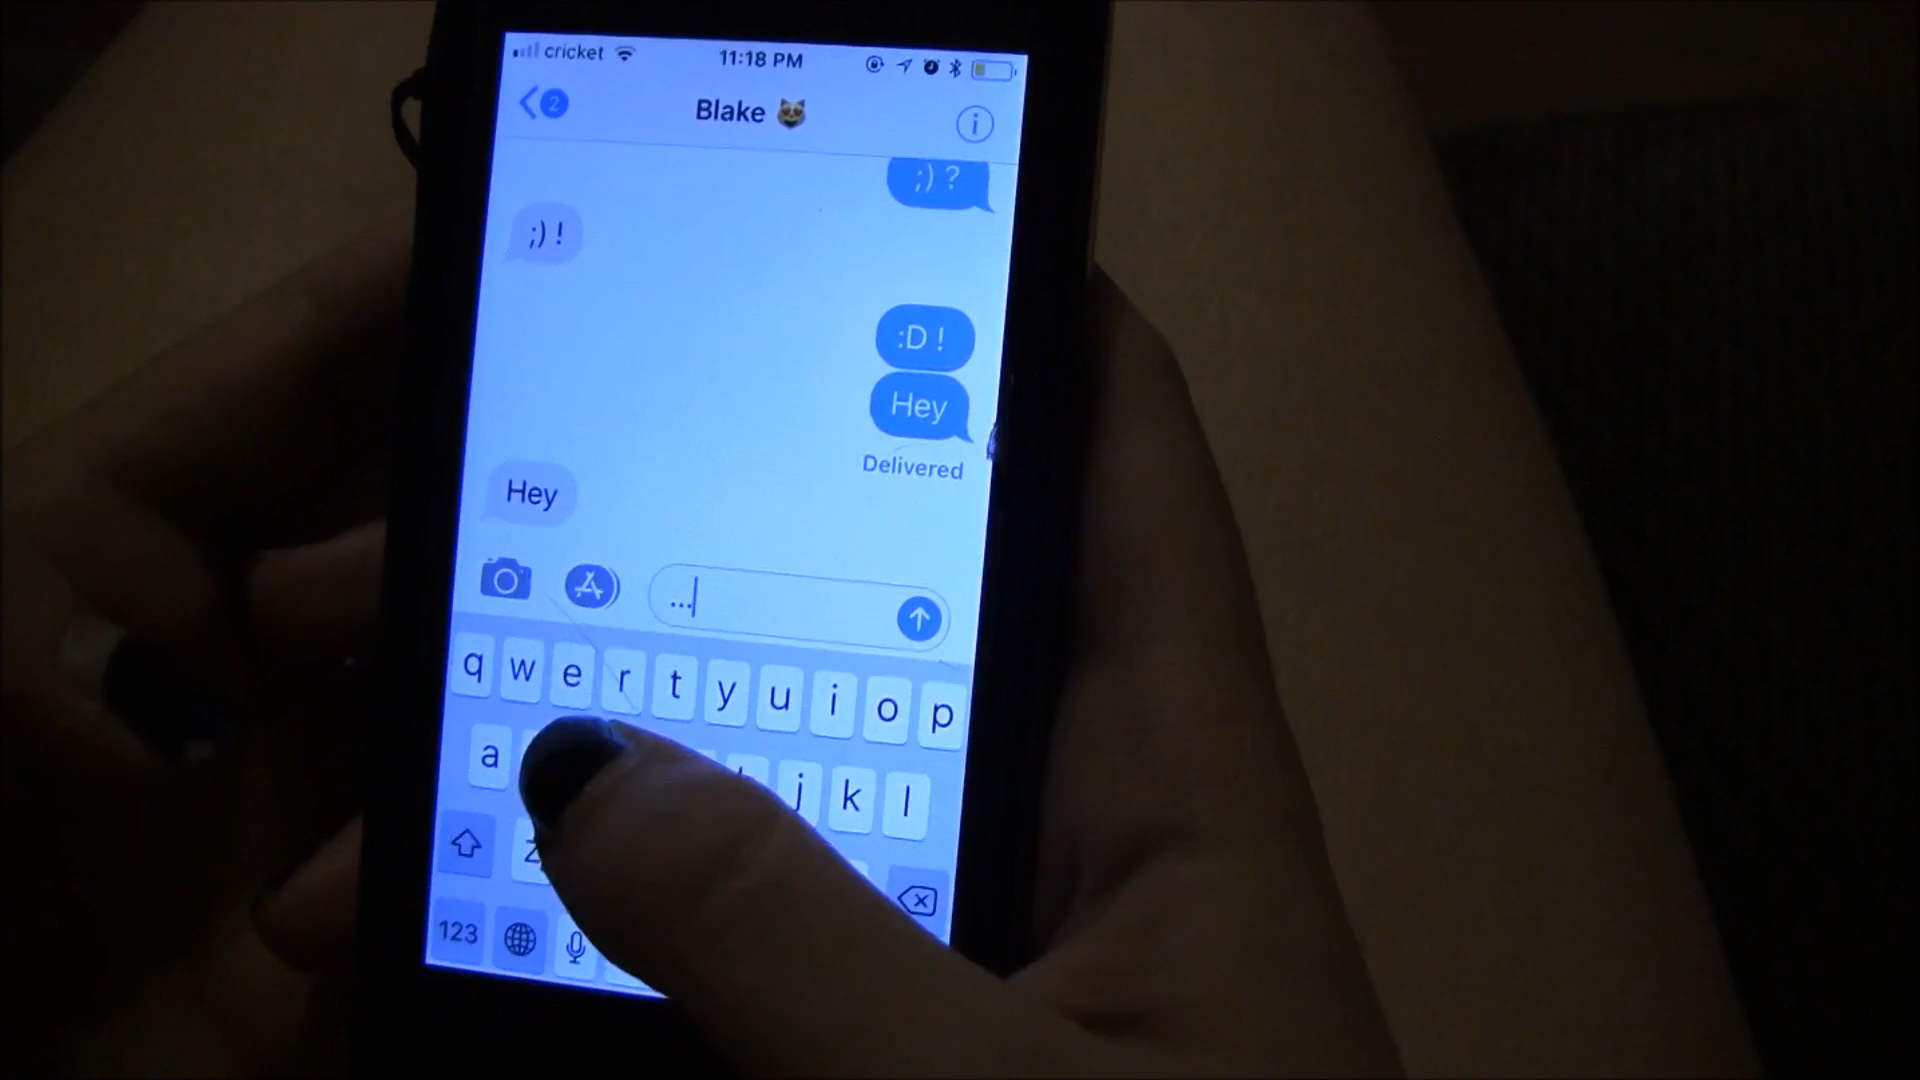 cricket 11:18 PM
2 Blake 😻
;) ?
;) !
:D !
Hey
Delivered
Hey
...
q w e r t y u i o p
a j k l
z
123